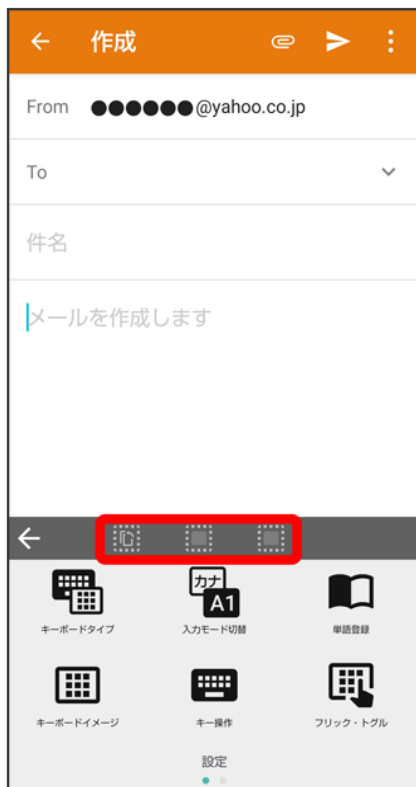 作成
From ●●●●●●@yahoo.co.jp
To
件名
メールを作成します
カナ
A1
キーボードタイプ 入力モード切替 単語登録
キーボードイメージ キー操作 フリック・トグル
設定